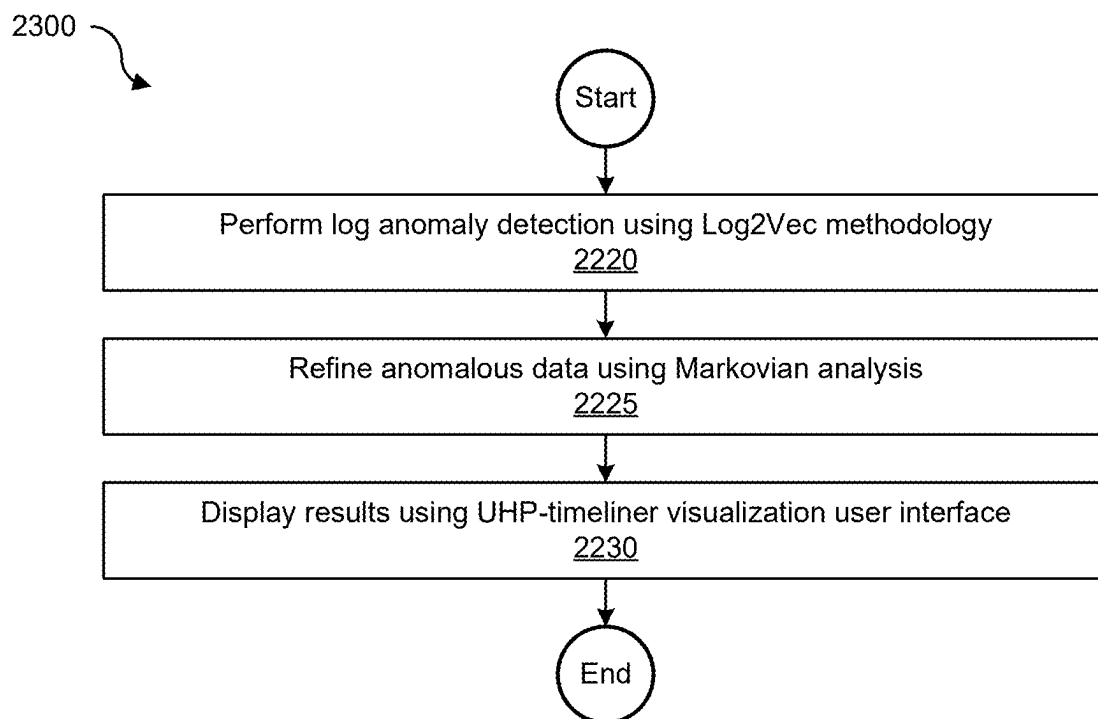 2300
Start
Perform log anomaly detection using Log2Vec methodology
2220
Refine anomalous data using Markovian analysis
2225
Display results using UHP-timeliner visualization user interface
2230
End